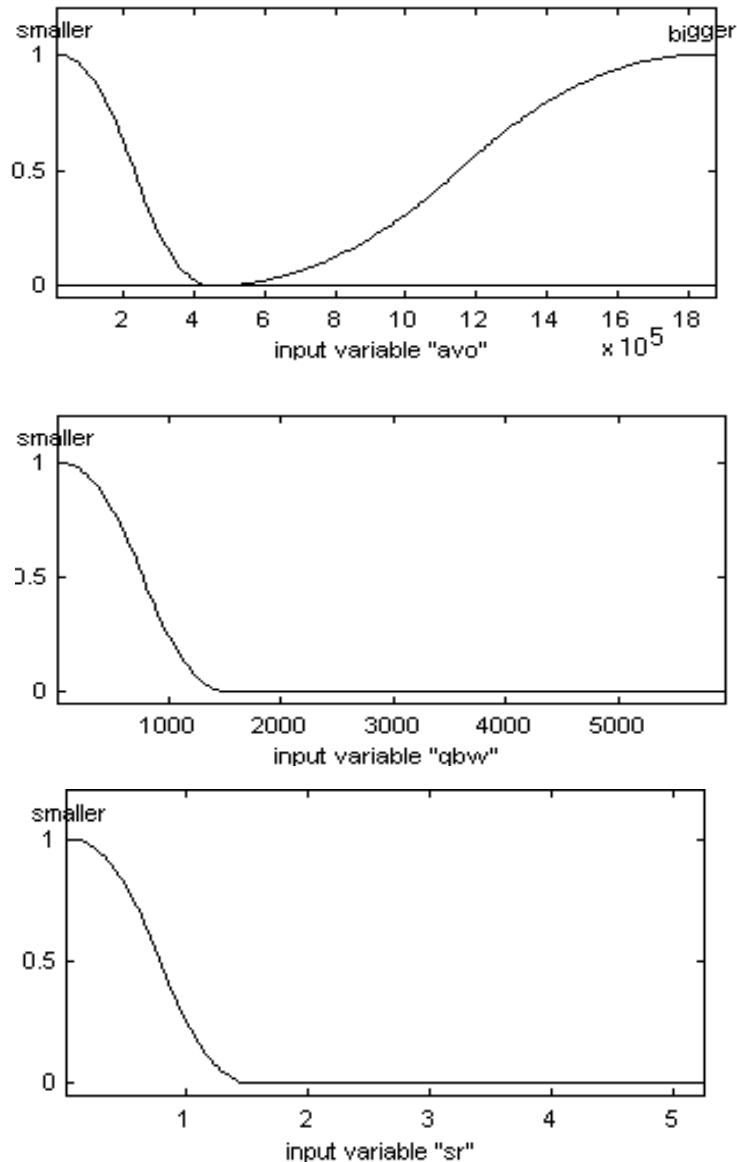 smaller bigger
1
0.5
0
2 4 6 8 10 12 14 16 18
input variable "avo" × 10^5
smaller
1
0.5
0
1000 2000 3000 4000 5000
input variable "gbw"
smaller
1
0.5
0
1 2 3 4 5
input variable "sr"